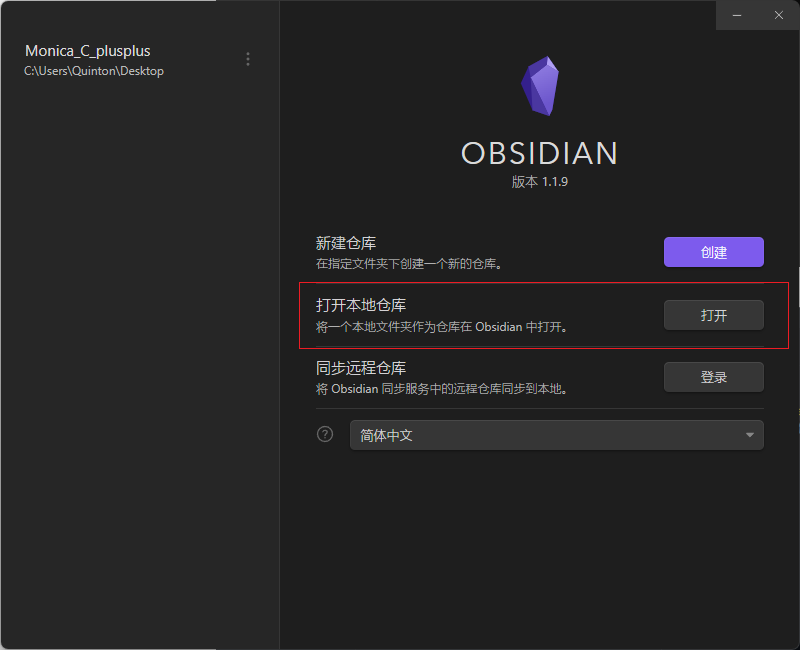 Monica_C_plusplus
C:\Users\Quinton\Desktop
OBSIDIAN
版本 1.1.9
新建仓库
在指定文件夹下创建一个新的仓库。
创建
打开本地仓库
将一个本地文件夹作为仓库在 Obsidian 中打开。
打开
同步远程仓库
将 Obsidian 同步服务中的远程仓库同步到本地。
登录
?
简体中文